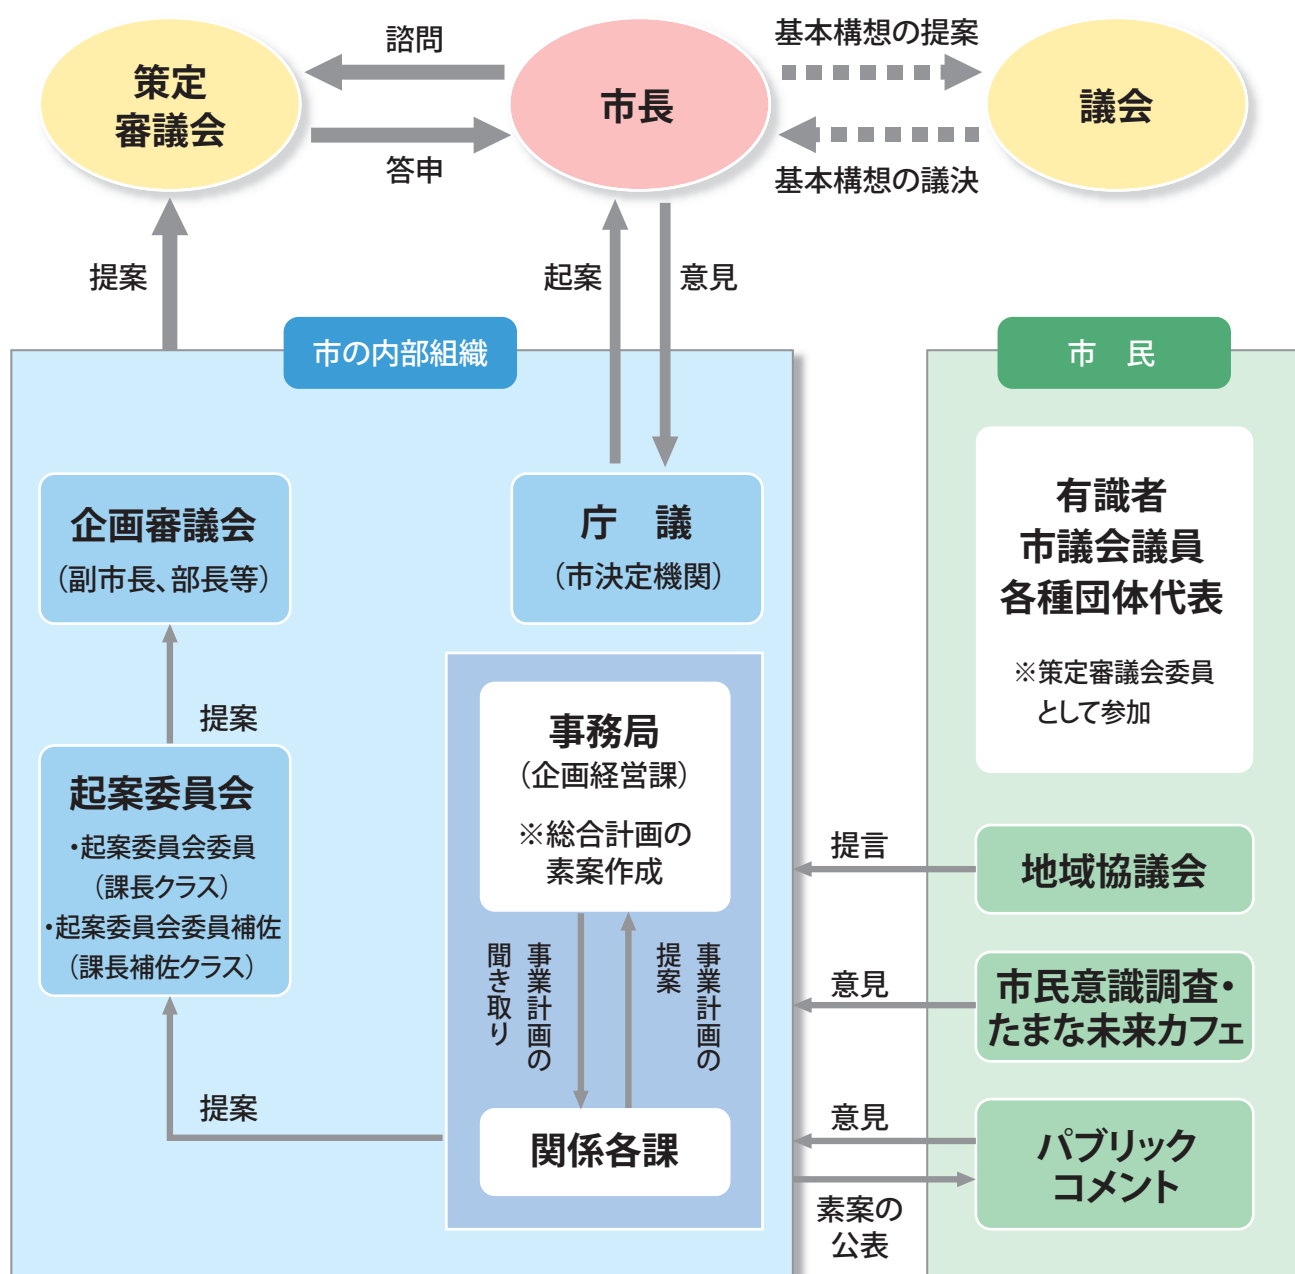 諮問
基本構想の提案
策定
審議会
市長
議会
答申
基本構想の議決
提案
起案
意見
市の内部組織
市　民
企画審議会
（副市長、部長等）
庁　議
（市決定機関）
有識者
市議会議員
各種団体代表
※策定審議会委員
として参加
提案
起案委員会
・起案委員会委員
（課長クラス）
・起案委員会委員補佐
（課長補佐クラス）
事務局
（企画経営課）
※総合計画の
素案作成
事業計画の
聞き取り
事業計画の
提案
関係各課
提案
提言
地域協議会
意見
市民意識調査・
たまな未来カフェ
意見
パブリック
コメント
素案の
公表